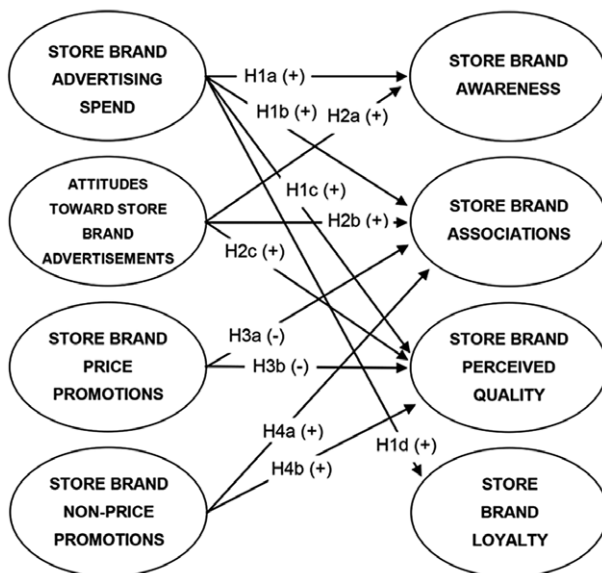 STORE BRAND
ADVERTISING
SPEND
STORE BRAND
AWARENESS
H1a (+)
H1b (+)
H2a (+)
ATTITUDES
TOWARD STORE
BRAND
ADVERTISEMENTS
H1c (+)
H2b (+)
H2c (+)
STORE BRAND
ASSOCIATIONS
STORE BRAND
PRICE
PROMOTIONS
H3a (-)
H3b (-)
STORE BRAND
PERCEIVED
QUALITY
H4a (+)
H1d (+)
H4b (+)
STORE BRAND
NON-PRICE
PROMOTIONS
STORE
BRAND
LOYALTY